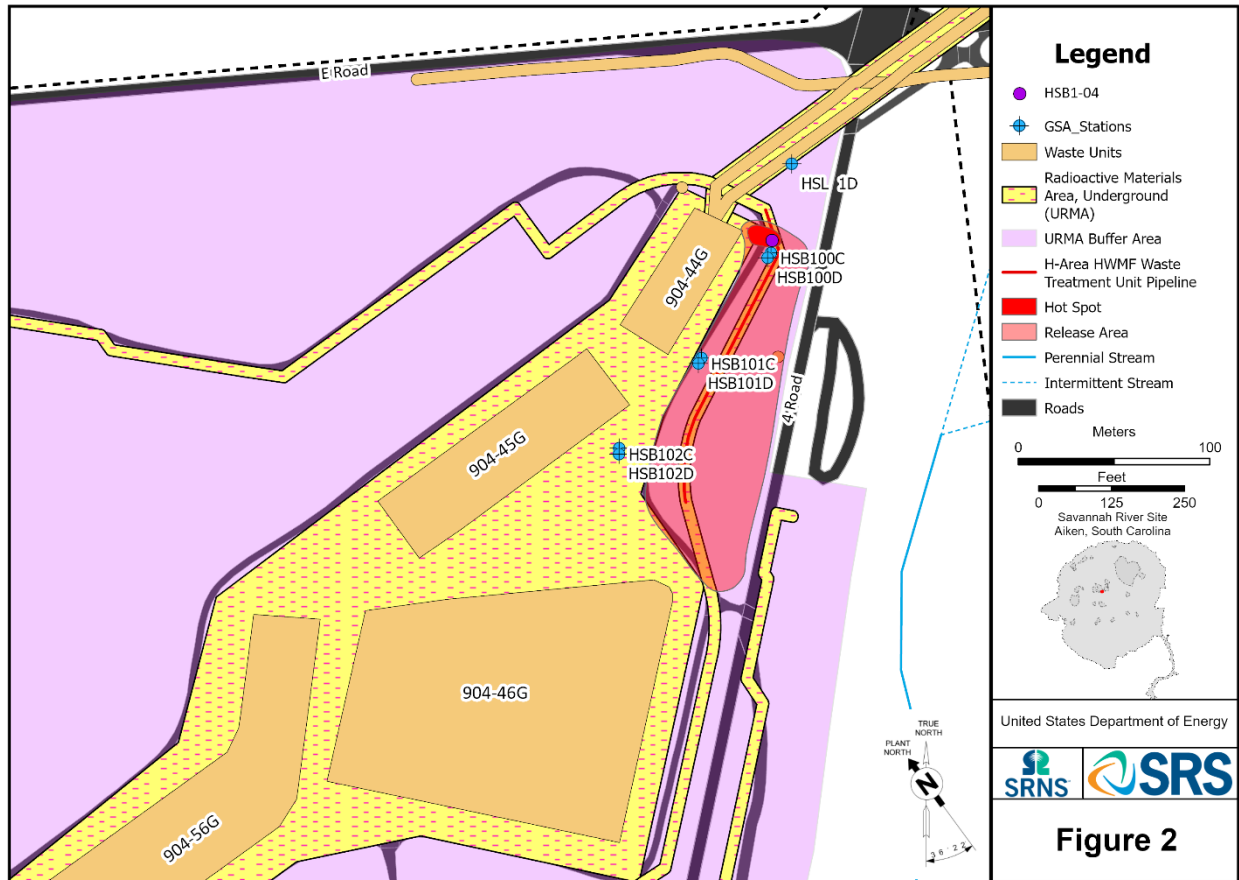 E Road
HSL 1D
HSB100C
HSB100D
904-44G
HSB101C
HSB101D
4 Road
904-45G
HSB102C
HSB102D
904-46G
904-56G
TRUE
NORTH
PLANT
NORTH
N
Legend
HSB1-04
GSA_Stations
Waste Units
Radioactive Materials
Area, Underground
(URMA)
URMA Buffer Area
H-Area HWMF Waste
Treatment Unit Pipeline
Hot Spot
Release Area
Perennial Stream
Intermittent Stream
Roads
Meters
0 100
Feet
0 125 250
Savannah River Site
Aiken, South Carolina
United States Department of Energy
SRNS
SRS
Figure 2